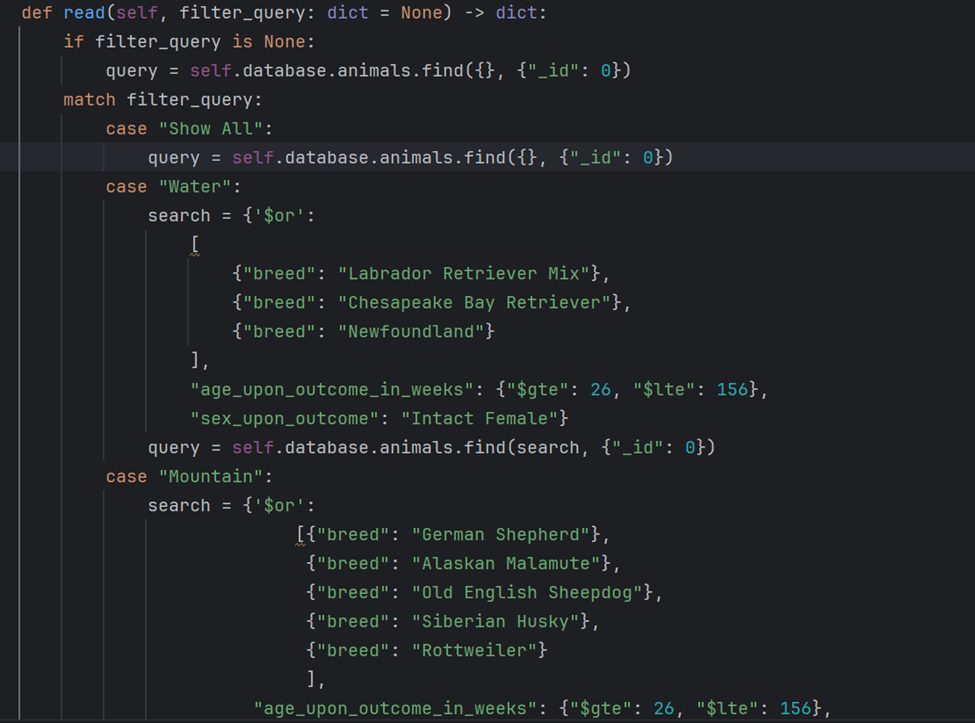 def read(self, filter_query: dict = None) -> dict:
    if filter_query is None:
        query = self.database.animals.find({}, {"_id": 0})
    match filter_query:
        case "Show All":
            query = self.database.animals.find({}, {"_id": 0})
        case "Water":
            search = {'$or':
                [
                    {"breed": "Labrador Retriever Mix"},
                    {"breed": "Chesapeake Bay Retriever"},
                    {"breed": "Newfoundland"}
                ],
                "age_upon_outcome_in_weeks": {"$gte": 26, "$lte": 156},
                "sex_upon_outcome": "Intact Female"}
            query = self.database.animals.find(search, {"_id": 0})
        case "Mountain":
            search = {'$or':
                          [{"breed": "German Shepherd"},
                           {"breed": "Alaskan Malamute"},
                           {"breed": "Old English Sheepdog"},
                           {"breed": "Siberian Husky"},
                           {"breed": "Rottweiler"}
                           ],
                      "age_upon_outcome_in_weeks": {"$gte": 26, "$lte": 156},